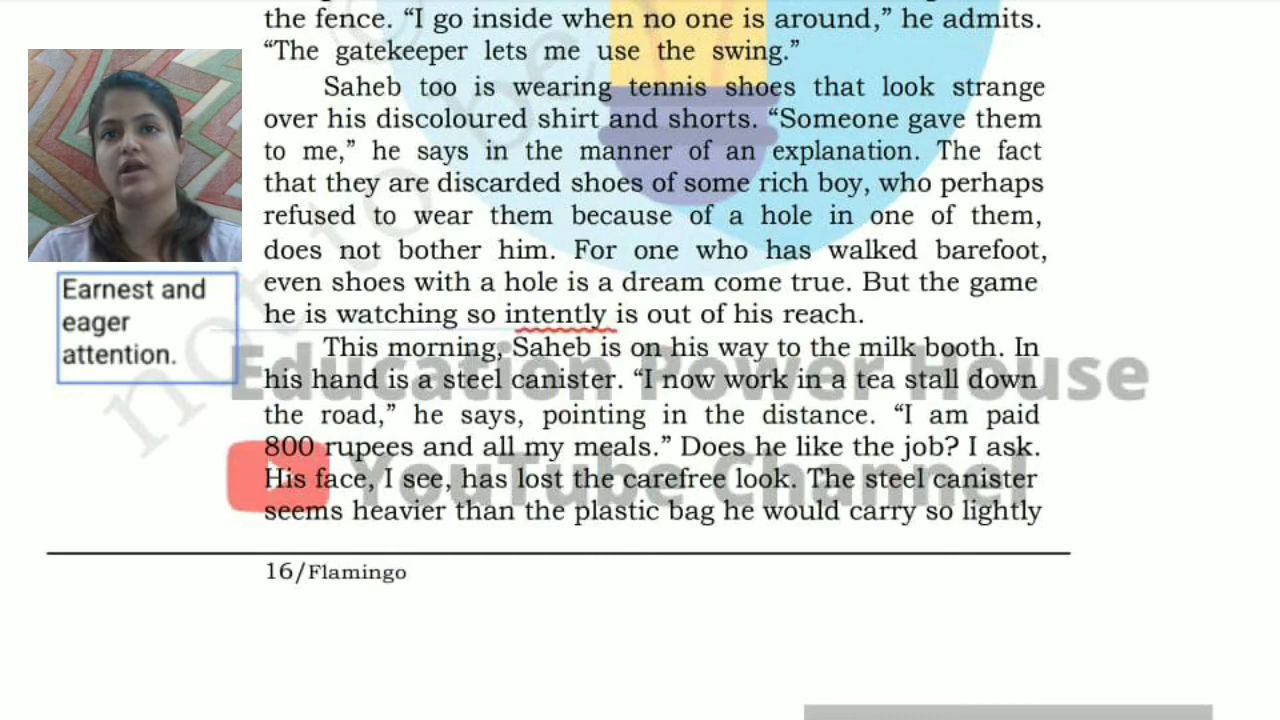 the fence. “I go inside when no one is around,” he admits.
“The gatekeeper lets me use the swing.”
Saheb too is wearing tennis shoes that look strange
over his discoloured shirt and shorts. “Someone gave them
to me,” he says in the manner of an explanation. The fact
that they are discarded shoes of some rich boy, who perhaps
refused to wear them because of a hole in one of them,
does not bother him. For one who has walked barefoot,
even shoes with a hole is a dream come true. But the game
he is watching so intently is out of his reach.
Earnest and
eager
attention.
This morning, Saheb is on his way to the milk booth. In
his hand is a steel canister. “I now work in a tea stall down
the road,” he says, pointing in the distance. “I am paid
800 rupees and all my meals.” Does he like the job? I ask.
His face, I see, has lost the carefree look. The steel canister
seems heavier than the plastic bag he would carry so lightly
16/Flamingo
Education Power House
YouTube Channel
not to be